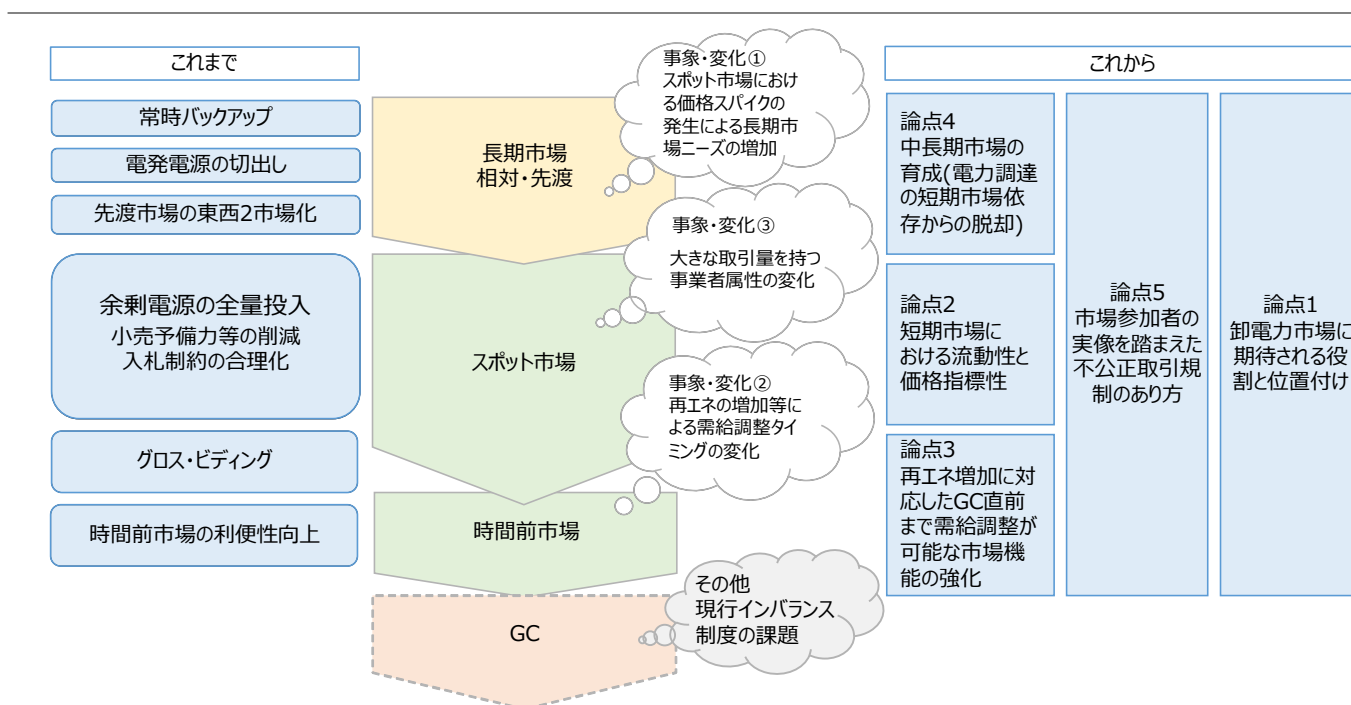 これまで
常時バックアップ
電発電源の切出し
先渡市場の東西2市場化
余剰電源の全量投入
小売予備力等の削減
入札制約の合理化
グロス・ビディング
時間前市場の利便性向上
長期市場
相対・先渡
スポット市場
時間前市場
GC
事象・変化①
スポット市場におけ
る価格スパイクの
発生による長期市
場ニーズの増加
事象・変化③
大きな取引量を持つ
事業者属性の変化
事象・変化②
再エネの増加等に
よる需給調整タイ
ミングの変化
その他
現行インバランス
制度の課題
これから
論点4
中長期市場の
育成(電力調達
の短期市場依
存からの脱却)
論点2
短期市場に
おける流動性と
価格指標性
論点3
再エネ増加に対
応したGC直前
まで需給調整が
可能な市場機
能の強化
論点5
市場参加者の
実像を踏まえた
不公正取引規
制のあり方
論点1
卸電力市場に
期待される役
割と位置付け